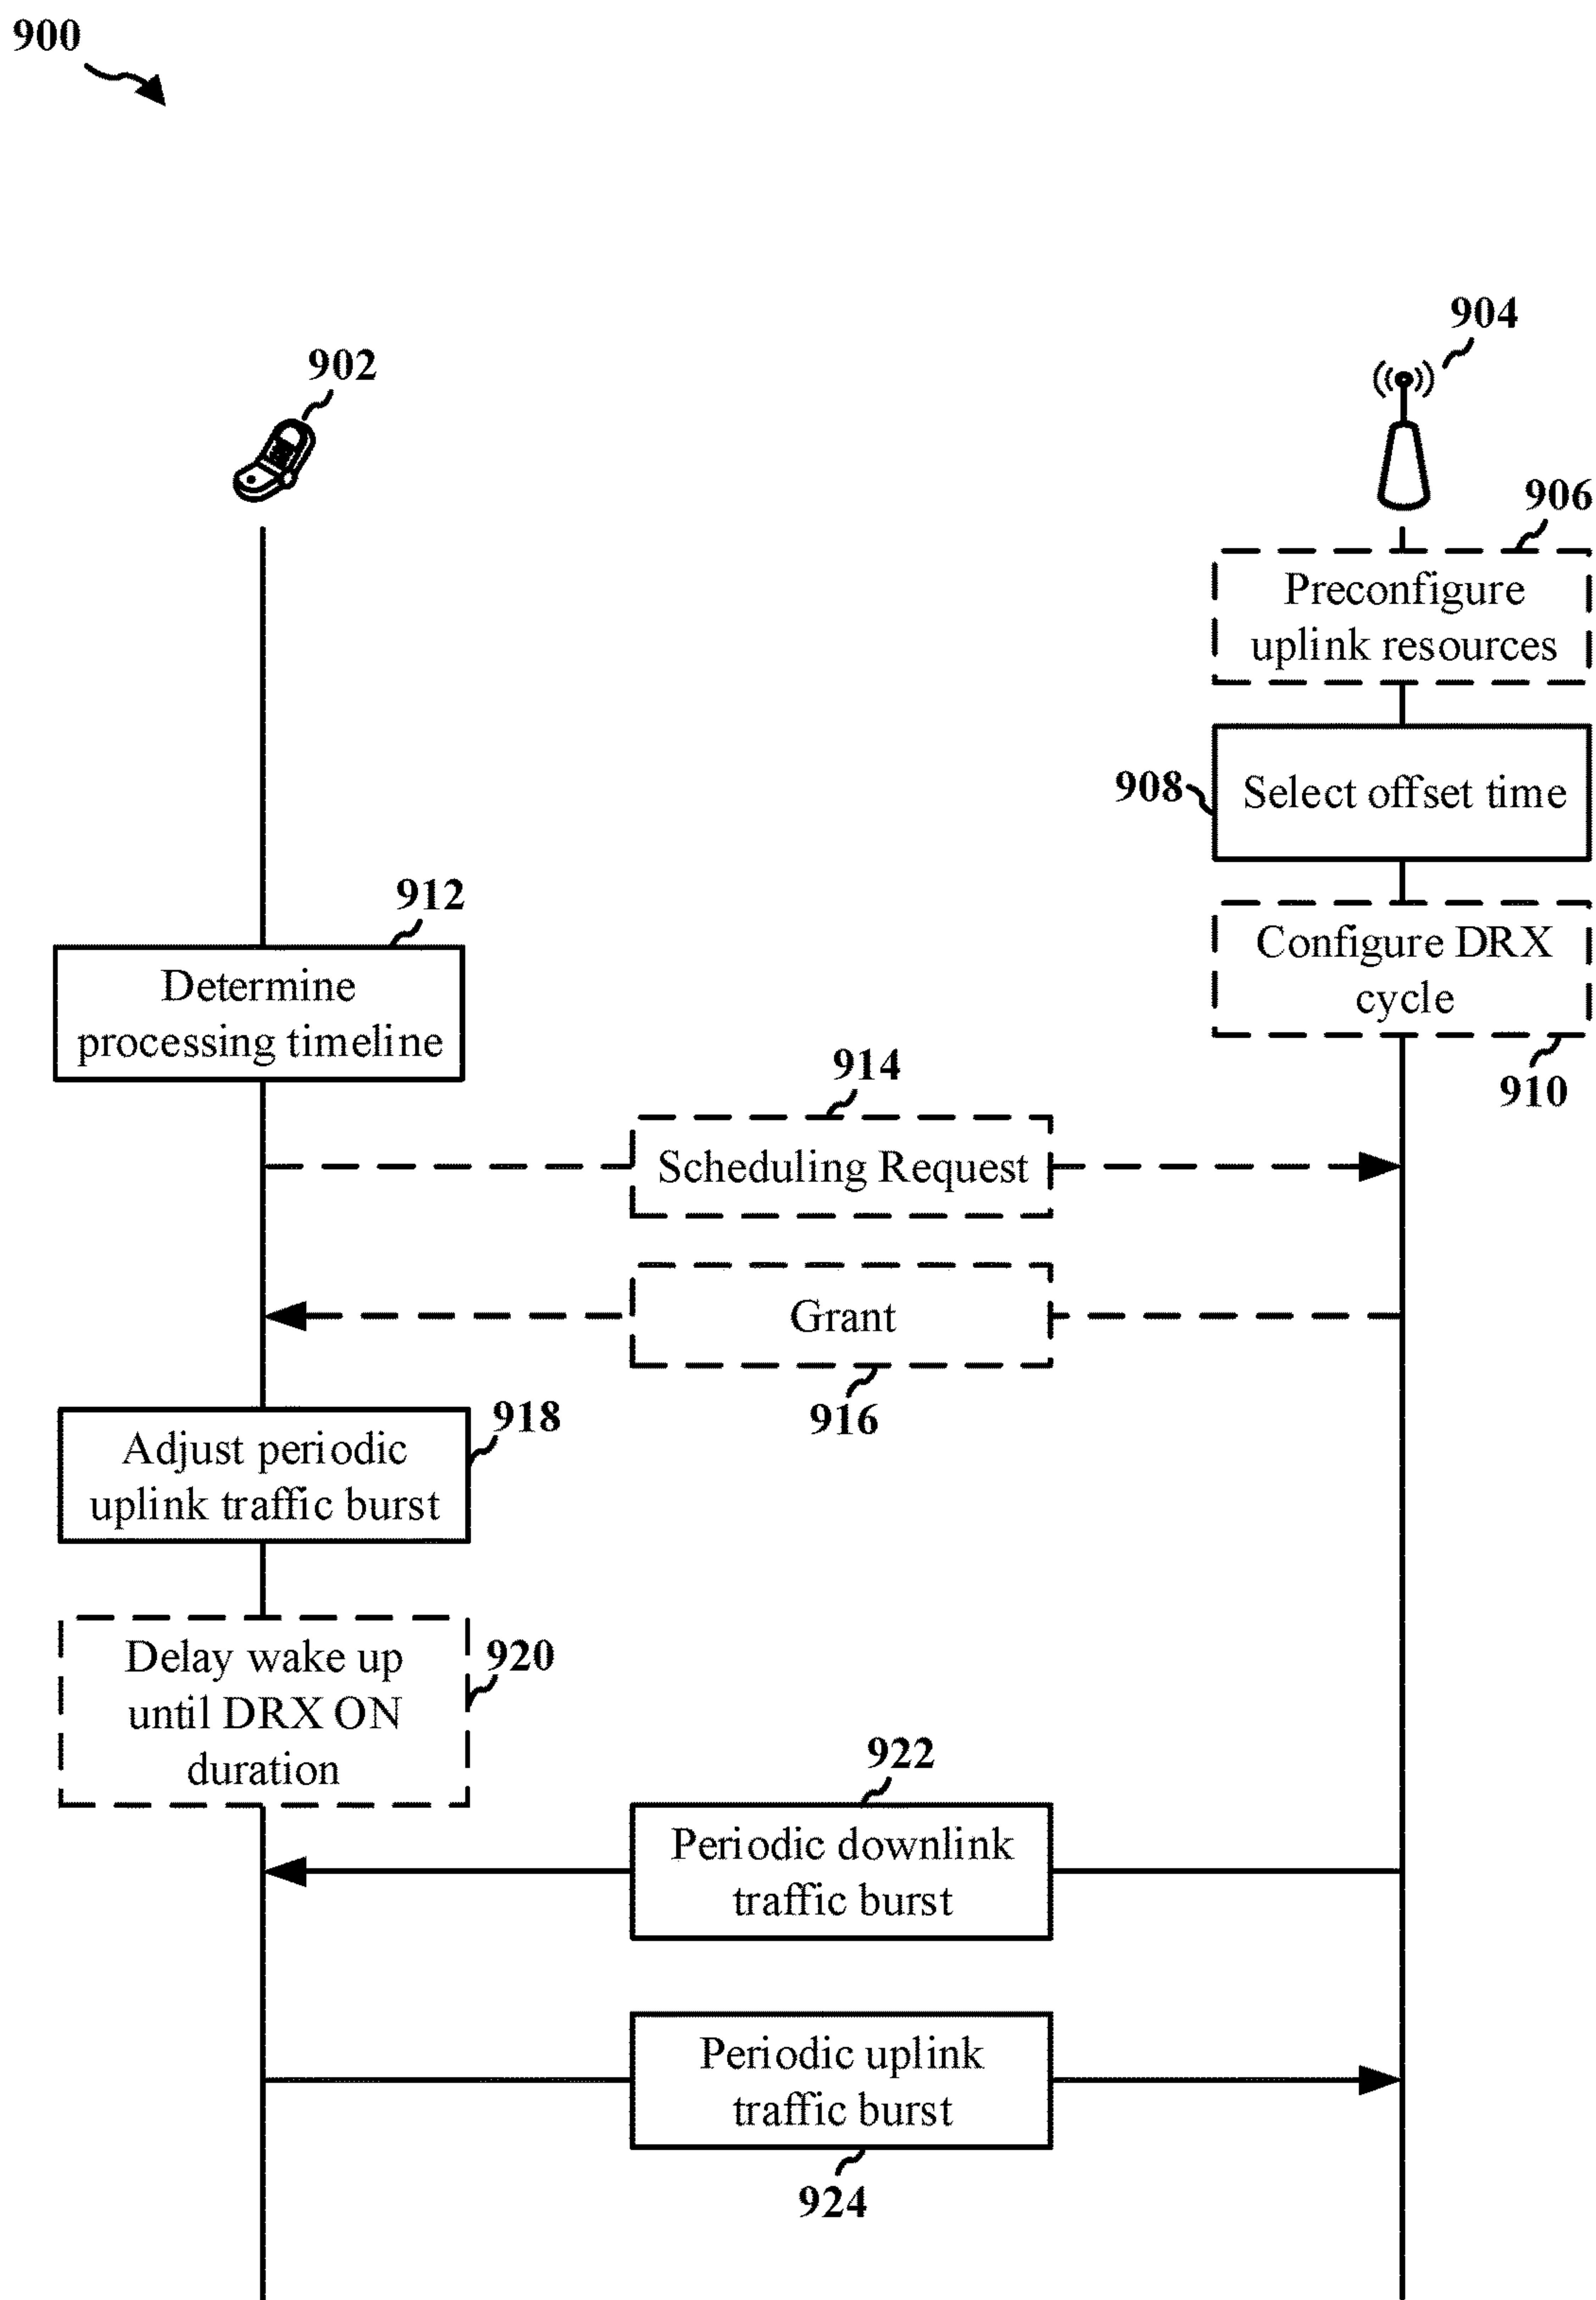 900
902
904
906
Preconfigure
uplink resources
908
Select offset time
912
Configure DRX
cycle
Determine
processing timeline
910
914
Scheduling Request
Grant
916
918
Adjust periodic
uplink traffic burst
Delay wake up
until DRX ON
duration
920
922
Periodic downlink
traffic burst
Periodic uplink
traffic burst
924